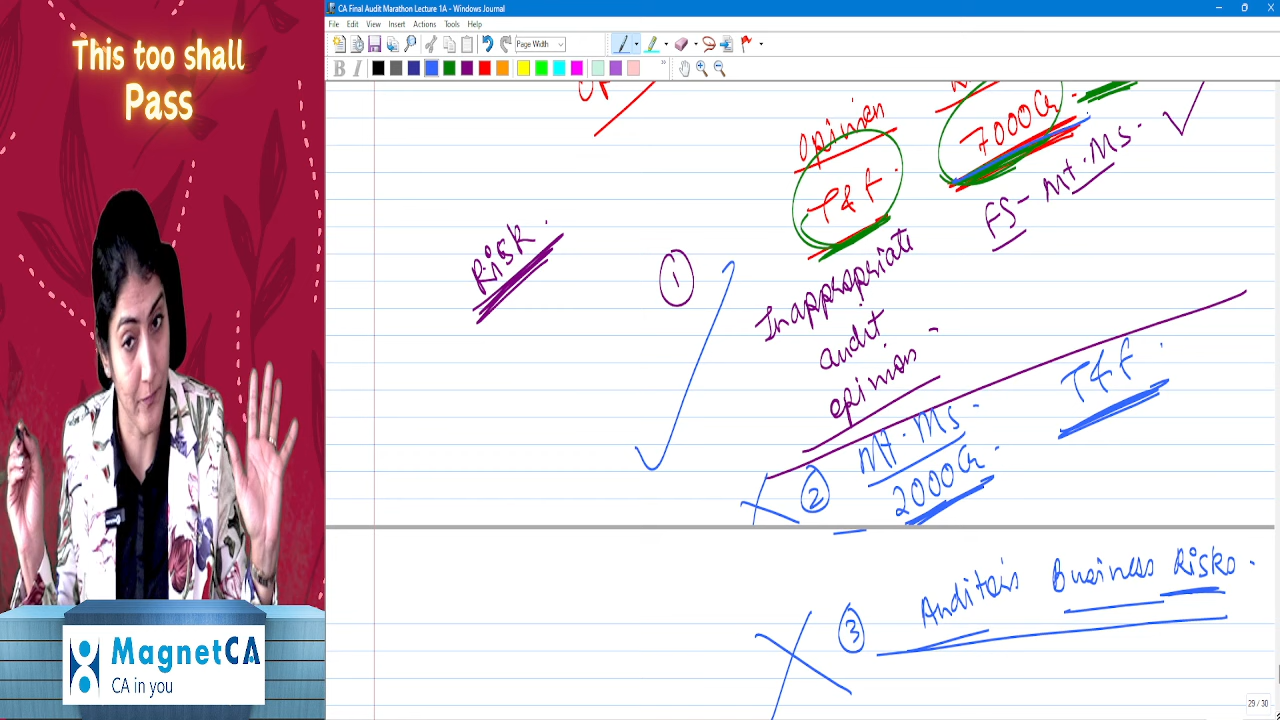 CA Final Audit Marathon Lecture 1A - Windows Journal
File Edit View Insert Actions Tools Help
Page Width
B I
This too shall
Pass
Opinion
T & F.
7000Cr.
FS - Mt. Ms.
Risk.
1
Inappropriate
audit
opinion.
2 Mt. Ms.
2000Cr.
T & F.
3 Auditor's Business Risks.
MagnetCA
CA in you
29 / 30